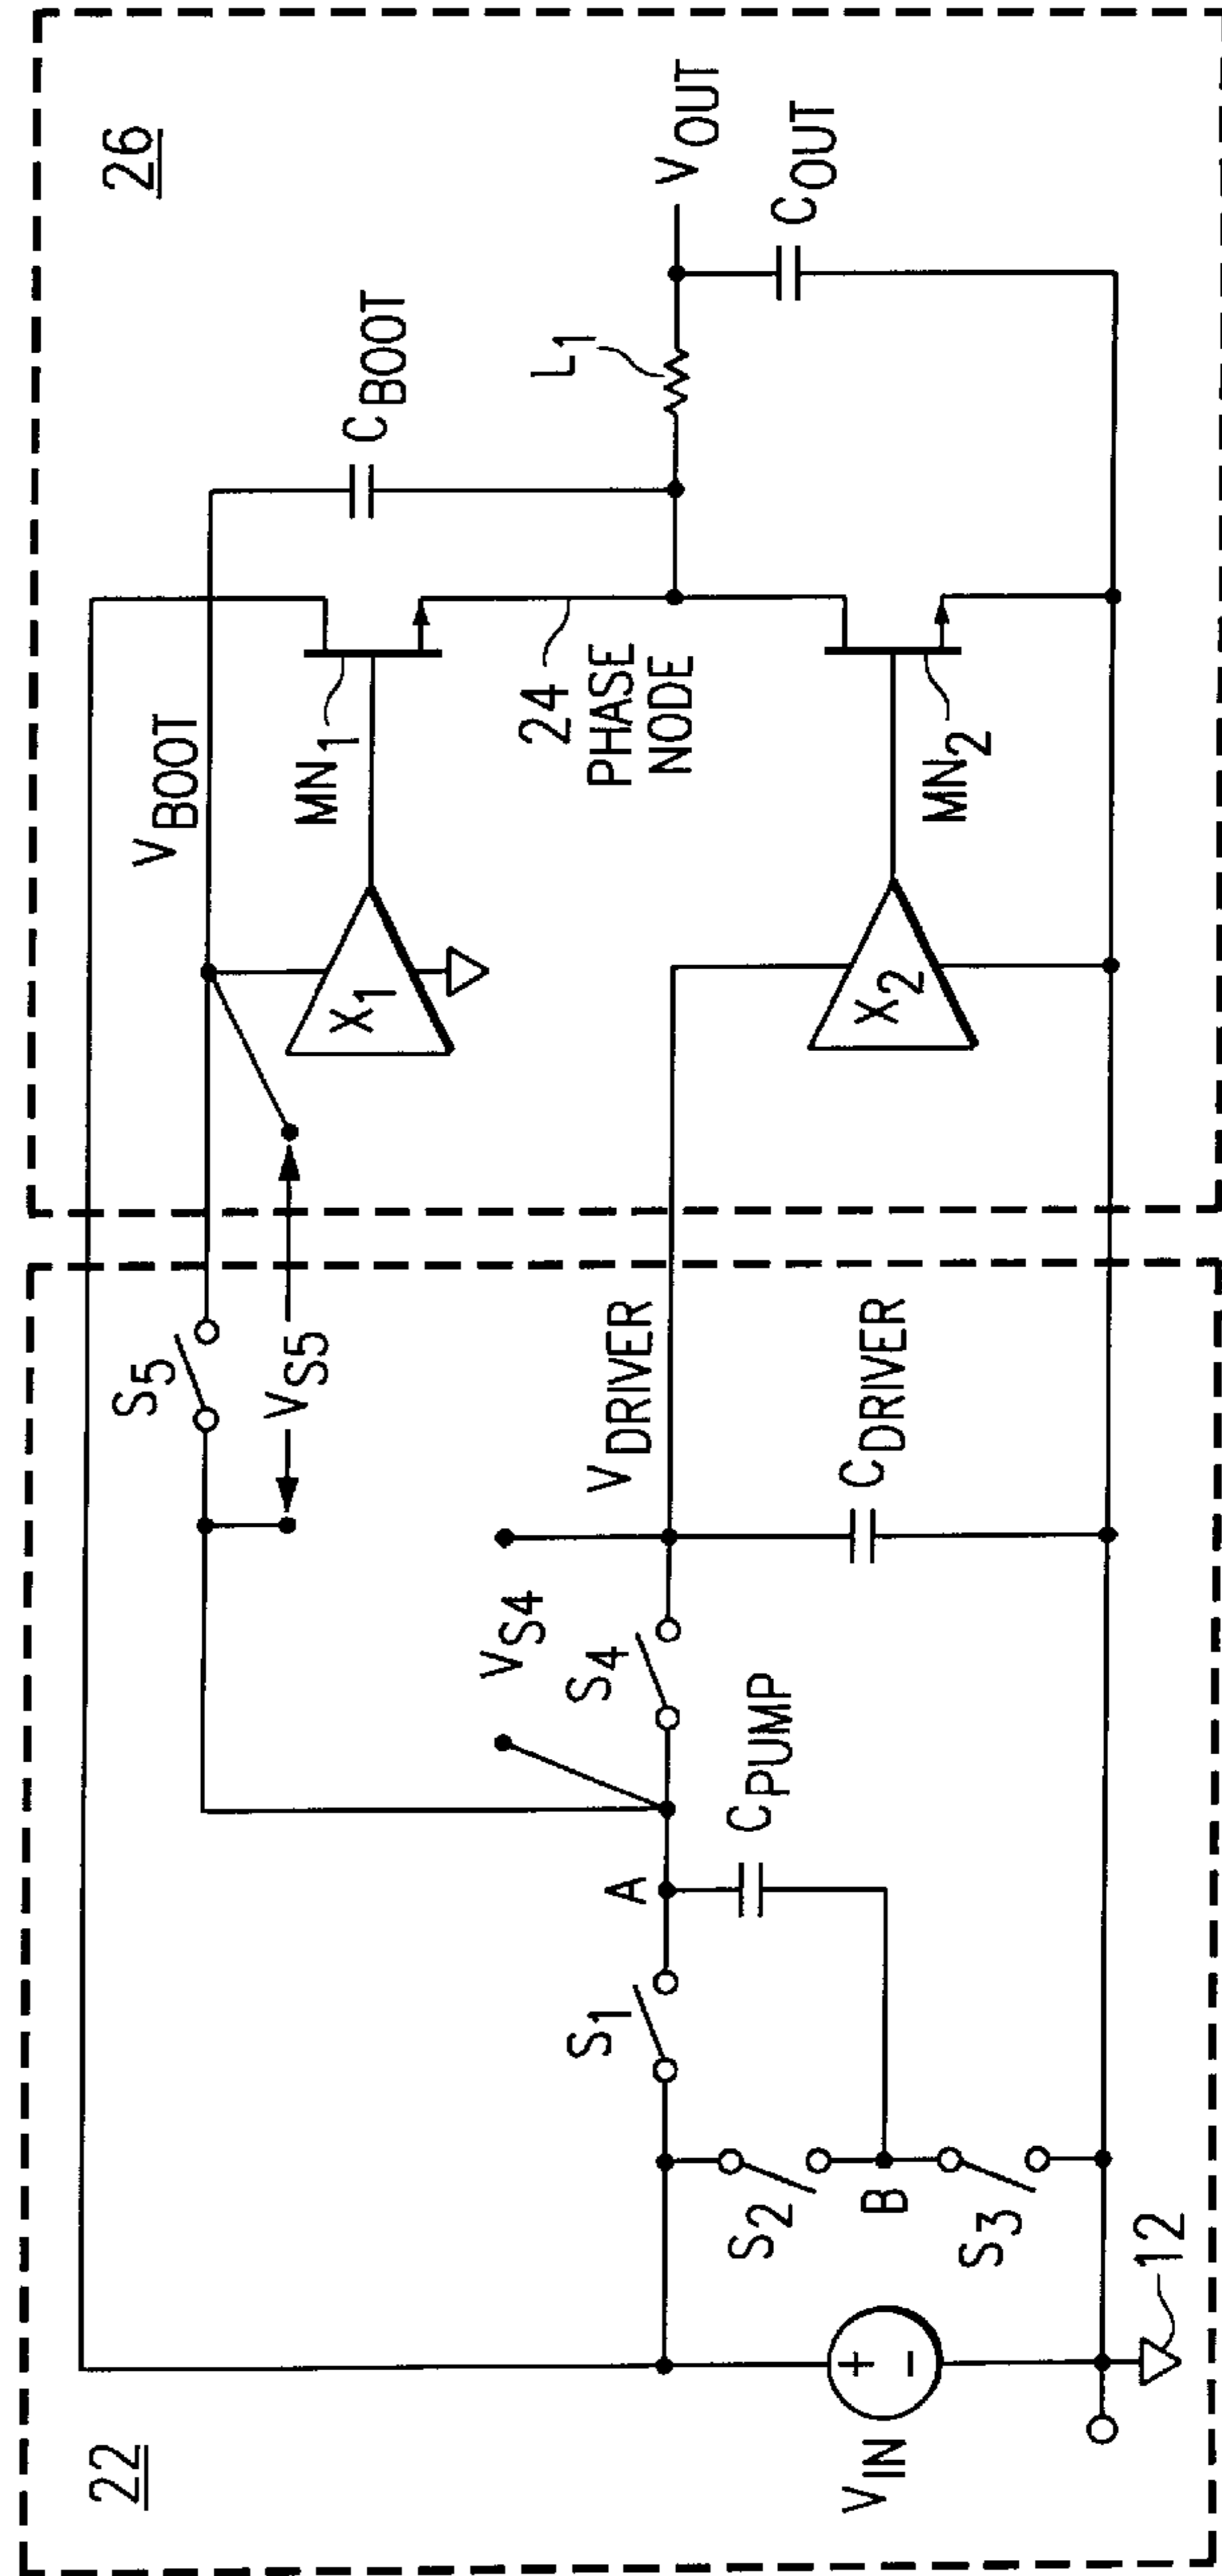 22
26
V_IN
12
S_1
S_2
S_3
B
A
C_PUMP
V_S4
S_4
S_5
V_S5
V_DRIVER
C_DRIVER
V_BOOT
X_1
X_2
MN_1
MN_2
24
PHASE
NODE
C_BOOT
L_1
V_OUT
C_OUT
+
−